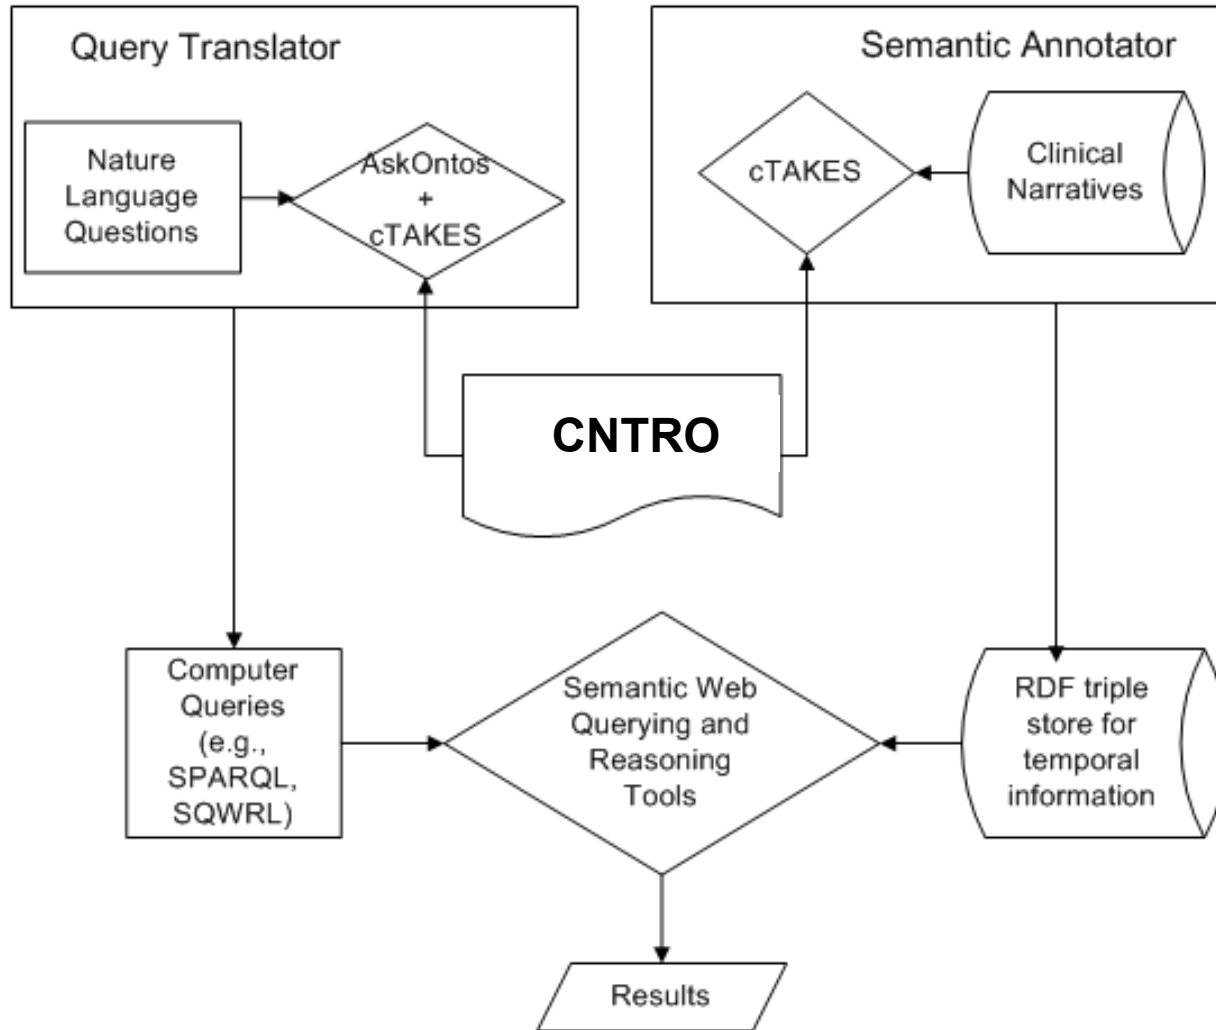 Query Translator
Nature
Language
Questions
AskOntos
+
cTAKES
Semantic Annotator
cTAKES
Clinical
Narratives
CNTRO
Computer
Queries
(e.g.,
SPARQL,
SQWRL)
Semantic Web
Querying and
Reasoning
Tools
RDF triple
store for
temporal
information
Results